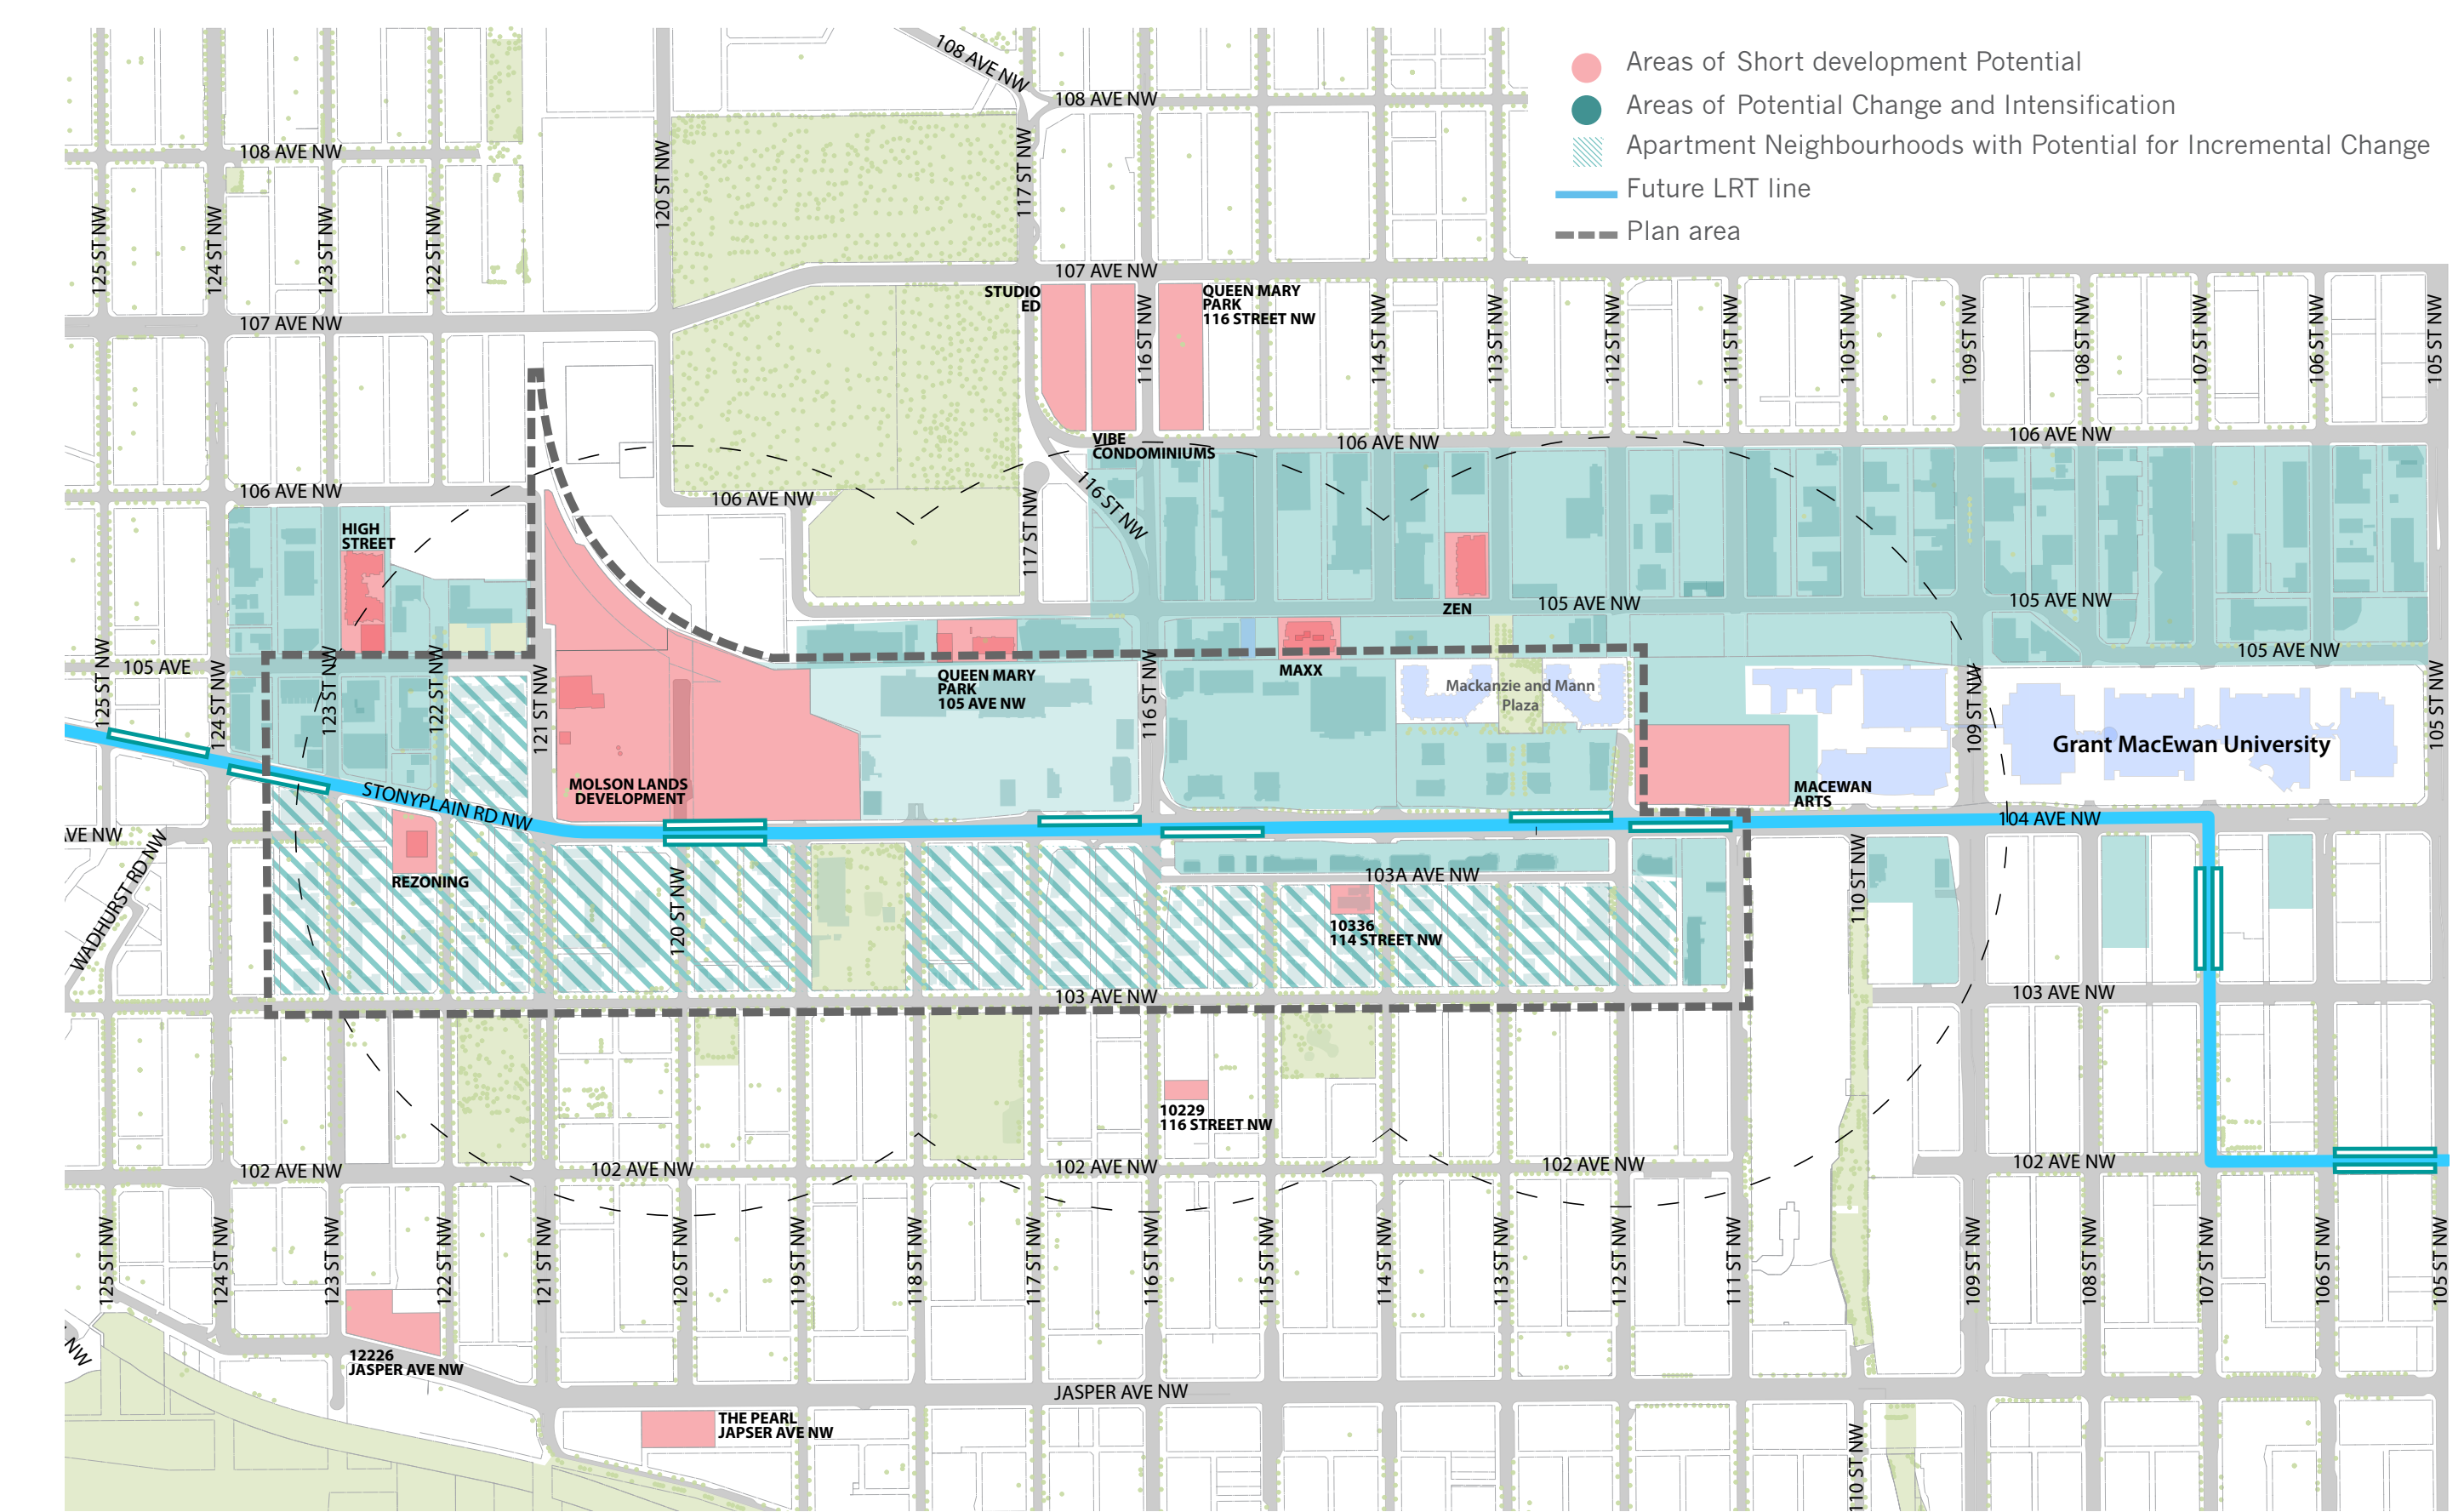 Areas of Short development Potential
Areas of Potential Change and Intensification
Apartment Neighbourhoods with Potential for Incremental Change
Future LRT line
Plan area
108 AVE NW
108 AVE NW
108 AVE NW
125 ST NW
124 ST NW
123 ST NW
122 ST NW
120 ST NW
117 ST NW
107 AVE NW
107 AVE NW
STUDIO
ED
QUEEN MARY
PARK
116 STREET NW
116 ST NW
114 ST NW
113 ST NW
112 ST NW
111 ST NW
110 ST NW
109 ST NW
108 ST NW
107 ST NW
106 ST NW
105 ST NW
VIBE
CONDOMINIUMS
106 AVE NW
106 AVE NW
106 AVE NW
106 AVE NW
116 ST NW
117 ST NW
HIGH
STREET
ZEN
105 AVE NW
105 AVE NW
105 AVE NW
105 AVE
125 ST NW
124 ST NW
123 ST NW
122 ST NW
121 ST NW
QUEEN MARY
PARK
105 AVE NW
116 ST NW
MAXX
Mackanzie and Mann
Plaza
109 ST NW
105 ST NW
Grant MacEwan University
MOLSON LANDS
DEVELOPMENT
MACEWAN
ARTS
STONYPLAIN RD NW
104 AVE NW
AVE NW
WADHURST RD NW
REZONING
120 ST NW
103A AVE NW
110 ST NW
10336
114 STREET NW
103 AVE NW
103 AVE NW
10229
116 STREET NW
102 AVE NW
102 AVE NW
102 AVE NW
102 AVE NW
102 AVE NW
125 ST NW
124 ST NW
123 ST NW
122 ST NW
121 ST NW
120 ST NW
119 ST NW
118 ST NW
117 ST NW
116 ST NW
115 ST NW
114 ST NW
113 ST NW
112 ST NW
111 ST NW
109 ST NW
108 ST NW
107 ST NW
106 ST NW
105 ST NW
NW
12226
JASPER AVE NW
JASPER AVE NW
THE PEARL
JAPSER AVE NW
110 ST NW